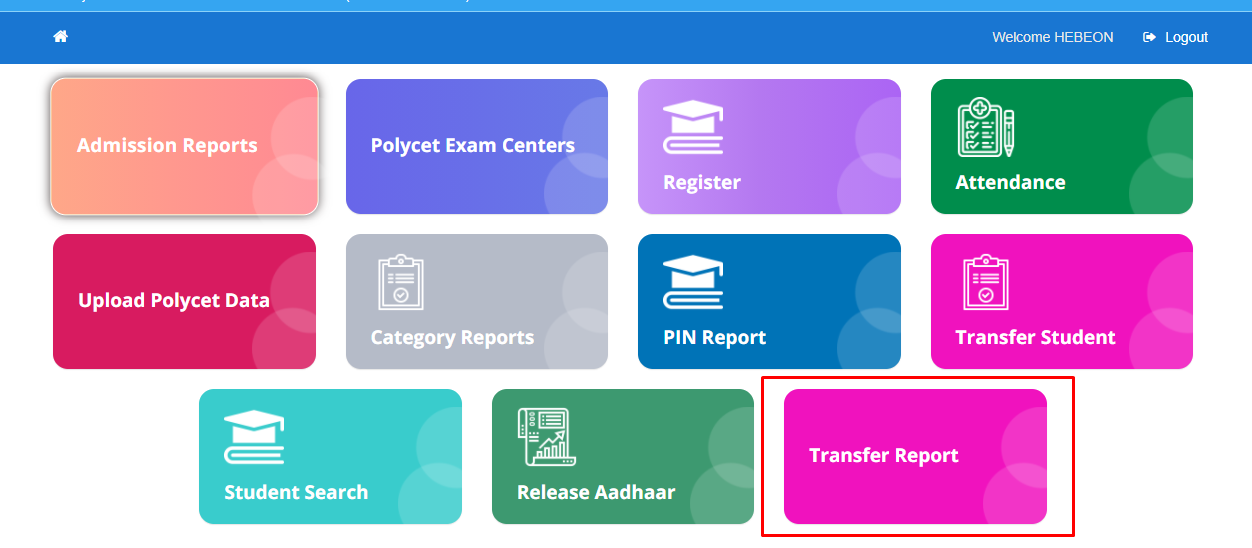 Welcome HEBEON
Logout
Admission Reports
Polycet Exam Centers
Register
Attendance
Upload Polycet Data
Category Reports
PIN Report
Transfer Student
Student Search
Release Aadhaar
Transfer Report